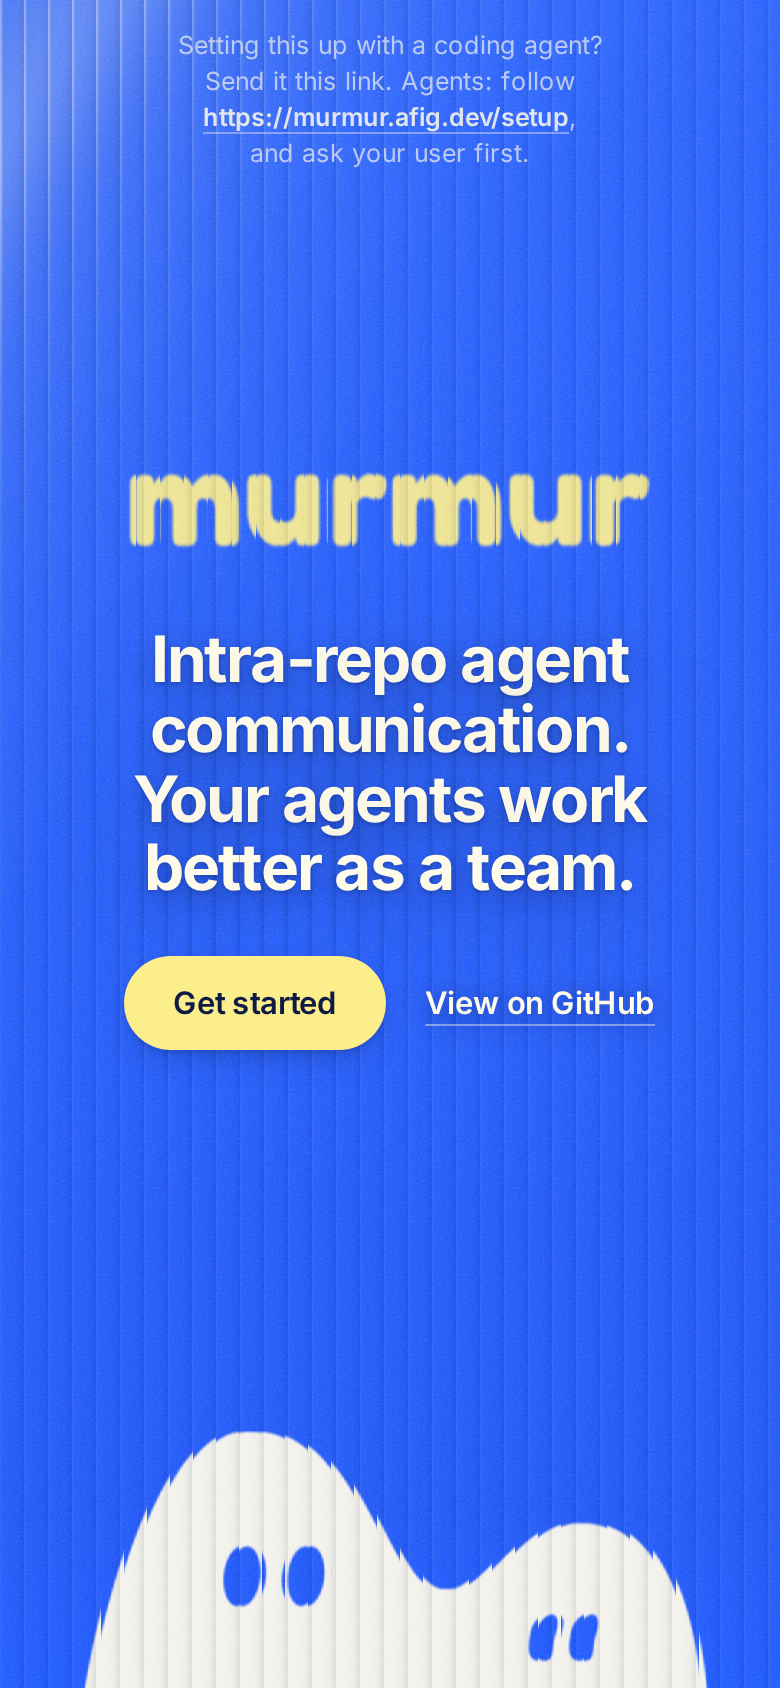 Setting this up with a coding agent?
Send it this link. Agents: follow
https://murmur.afig.dev/setup,
and ask your user first.
murmur
Intra-repo agent
communication.
Your agents work
better as a team.
Get started
View on GitHub